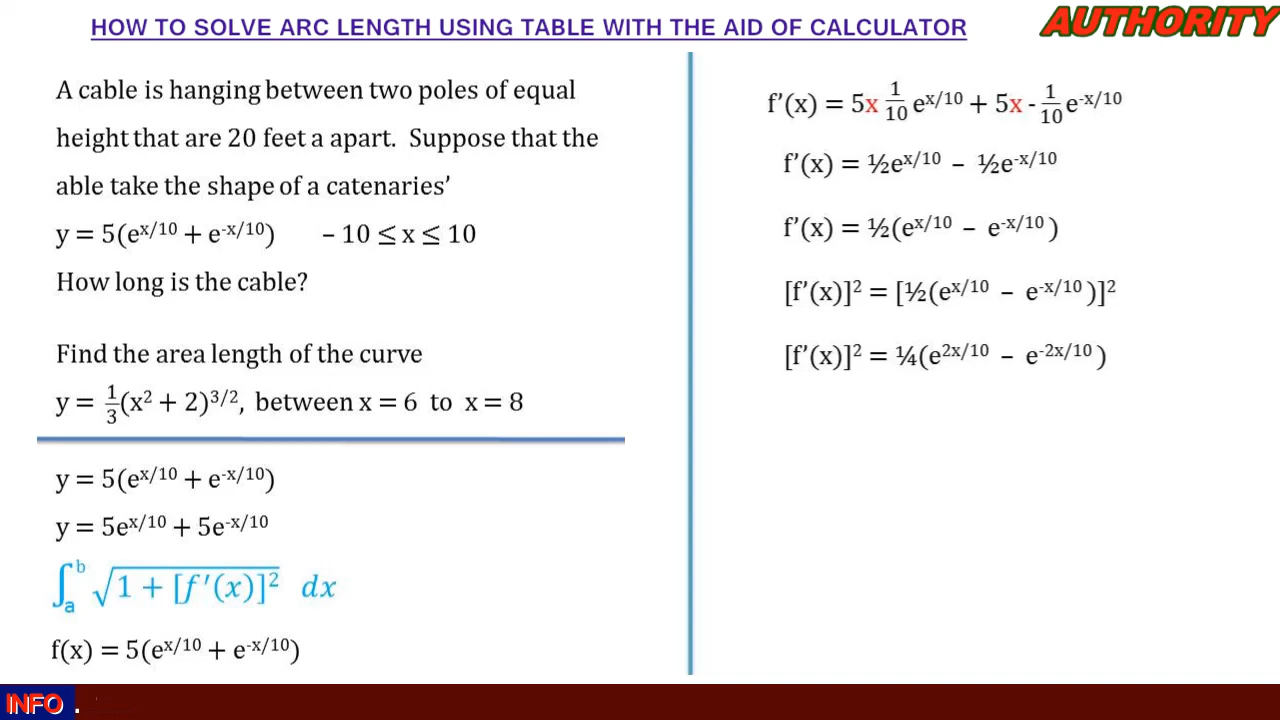 HOW TO SOLVE ARC LENGTH USING TABLE WITH THE AID OF CALCULATOR
AUTHORITY
A cable is hanging between two poles of equal
height that are 20 feet a apart. Suppose that the
able take the shape of a catenaries’
y = 5(e^x/10 + e^-x/10) – 10 ≤ x ≤ 10
How long is the cable?
Find the area length of the curve
y = 1/3(x² + 2)^3/2, between x = 6 to x = 8
y = 5(e^x/10 + e^-x/10)
y = 5e^x/10 + 5e^-x/10
∫_a^b √(1 + [f′(x)]²) dx
f(x) = 5(e^x/10 + e^-x/10)
f'(x) = 5x 1/10 e^x/10 + 5x - 1/10 e^-x/10
f'(x) = ½e^x/10 – ½e^-x/10
f'(x) = ½(e^x/10 – e^-x/10)
[f'(x)]² = [½(e^x/10 – e^-x/10)]²
[f'(x)]² = ¼(e^2x/10 – e^-2x/10)
INFO .